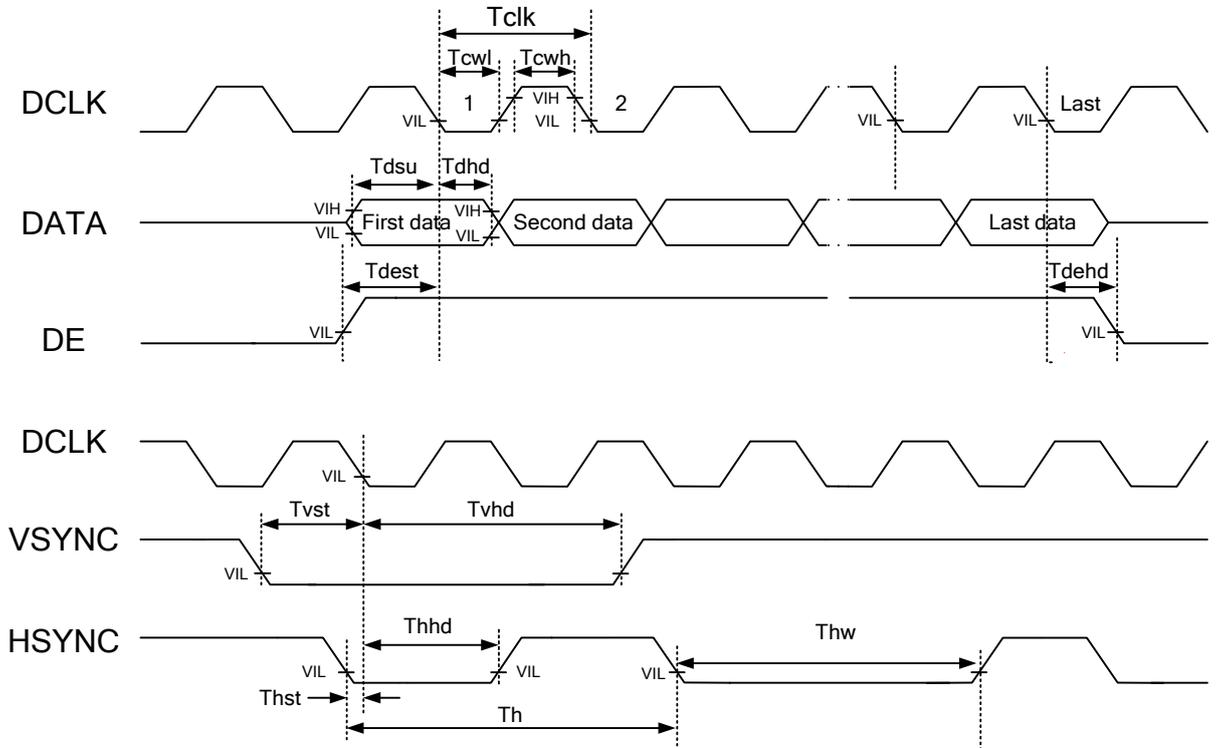 Tclk
Tcwl
Tcwh
DCLK
1
VIH
2
Last
VIL
VIL
VIL
VIL
Tdsu
Tdhd
DATA
VIH
First data
VIH
Second data
Last data
VIL
VIL
Tdest
Tdehd
DE
VIL
VIL
DCLK
VIL
Tvst
Tvhd
VSYNC
VIL
HSYNC
Thhd
Thw
VIL
VIL
VIL
Thst
Th